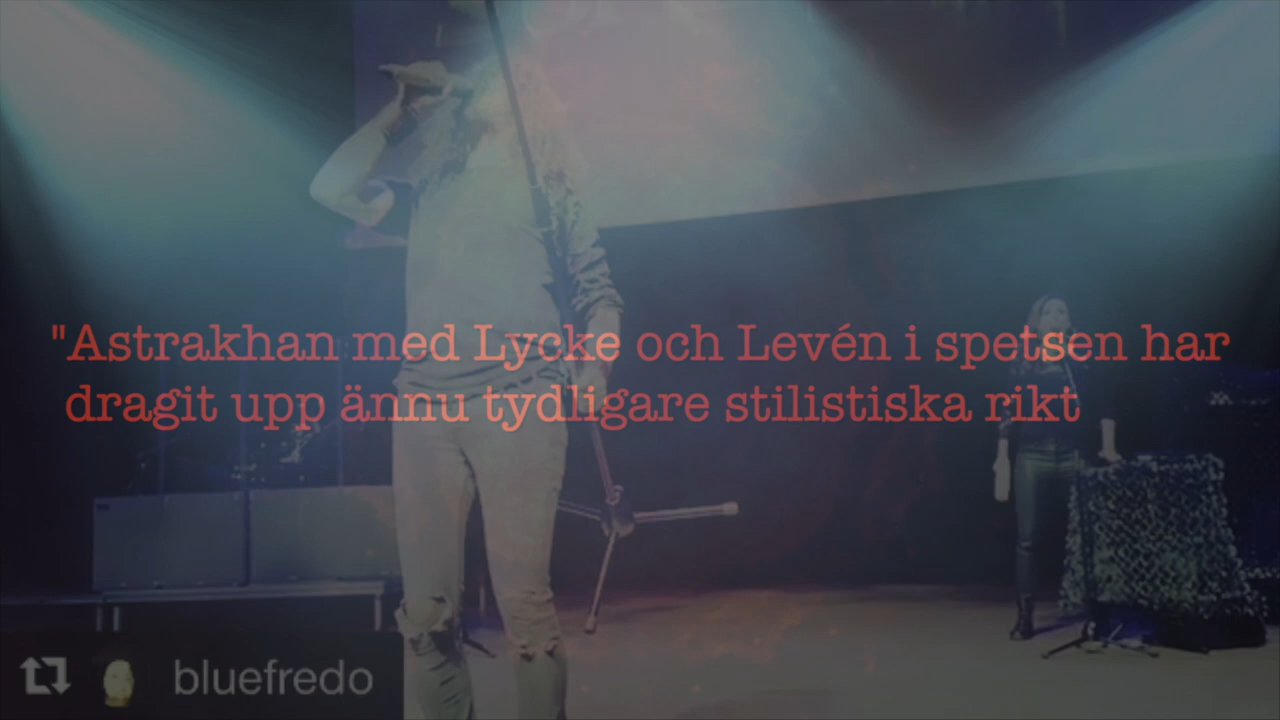 "Astrakhan med Lycke och Levén i spetsen har
dragit upp ännu tydligare stilistiska rikt
bluefredo